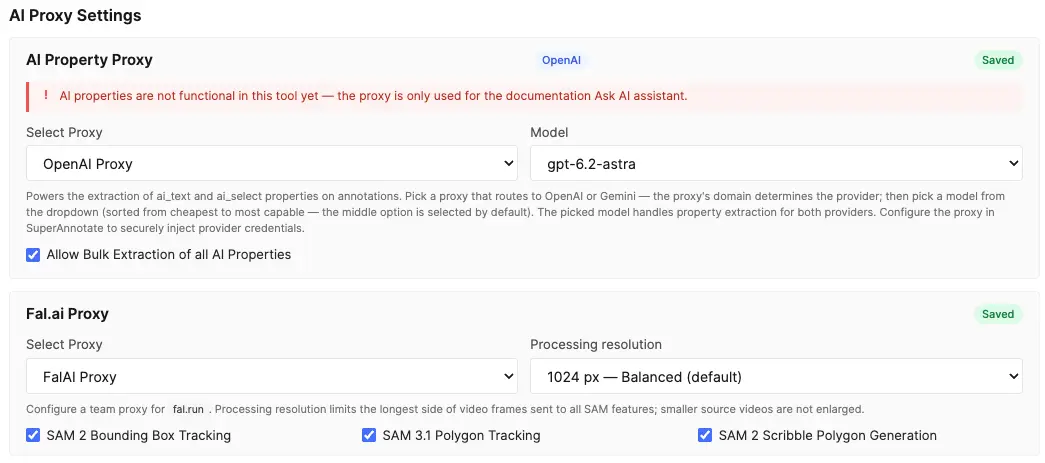 AI Proxy Settings
AI Property Proxy
OpenAI
Saved
! AI properties are not functional in this tool yet — the proxy is only used for the documentation Ask AI assistant.
Select Proxy
Model
OpenAI Proxy
gpt-6.2-astra
Powers the extraction of ai_text and ai_select properties on annotations. Pick a proxy that routes to OpenAI or Gemini — the proxy's domain determines the provider; then pick a model from
the dropdown (sorted from cheapest to most capable — the middle option is selected by default). The picked model handles property extraction for both providers. Configure the proxy in
SuperAnnotate to securely inject provider credentials.
Allow Bulk Extraction of all AI Properties
Fal.ai Proxy
Saved
Select Proxy
Processing resolution
FalAI Proxy
1024 px — Balanced (default)
Configure a team proxy for fal.run . Processing resolution limits the longest side of video frames sent to all SAM features; smaller source videos are not enlarged.
SAM 2 Bounding Box Tracking
SAM 3.1 Polygon Tracking
SAM 2 Scribble Polygon Generation